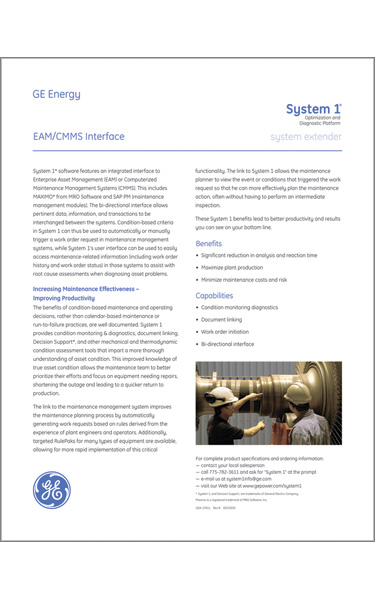 GE Energy
System 1*
Optimization and
Diagnostic Platform
EAM/CMMS Interface
system extender
System 1* software features an integrated interface to
Enterprise Asset Management (EAM) or Computerized
Maintenance Management Systems (CMMS). This includes
MAXIMO® from MRO Software and SAP PM (maintenance
management modules). The bi-directional interface allows
pertinent data, information, and transactions to be
interchanged between the systems. Condition-based criteria
in System 1 can thus be used to automatically or manually
trigger a work order request in maintenance management
systems, while System 1's user interface can be used to easily
access maintenance-related information (including work order
history and work order status) in those systems to assist with
root cause assessments when diagnosing asset problems.
Increasing Maintenance Effectiveness –
Improving Productivity
The benefits of condition-based maintenance and operating
decisions, rather than calendar-based maintenance or
run-to-failure practices, are well documented. System 1
provides condition monitoring & diagnostics, document linking,
Decision Support*, and other mechanical and thermodynamic
condition assessment tools that impart a more thorough
understanding of asset condition. This improved knowledge of
true asset condition allows the maintenance team to better
prioritize their efforts and focus on equipment needing repairs,
shortening the outage and leading to a quicker return to
production.
The link to the maintenance management system improves
the maintenance planning process by automatically
generating work requests based on rules derived from the
experience of plant engineers and operators. Additionally,
targeted RulePaks for many types of equipment are available,
allowing for more rapid implementation of this critical
functionality. The link to System 1 allows the maintenance
planner to view the event or conditions that triggered the work
request so that he can more effectively plan the maintenance
action, often without having to perform an intermediate
inspection.
These System 1 benefits lead to better productivity and results
you can see on your bottom line.
Benefits
• Significant reduction in analysis and reaction time
• Maximize plant production
• Minimize maintenance costs and risk
Capabilities
• Condition monitoring diagnostics
• Document linking
• Work order initiation
• Bi-directional interface
For complete product specifications and ordering information:
— contact your local salesperson
— call 775-782-3611 and ask for "System 1" at the prompt
— e-mail us at system1info@ge.com
— visit our Web site at www.gepower.com/system1
* System 1, and Decision Support, are trademarks of General Electric Company.
Maximo is a registered trademark of MRO Software, Inc.